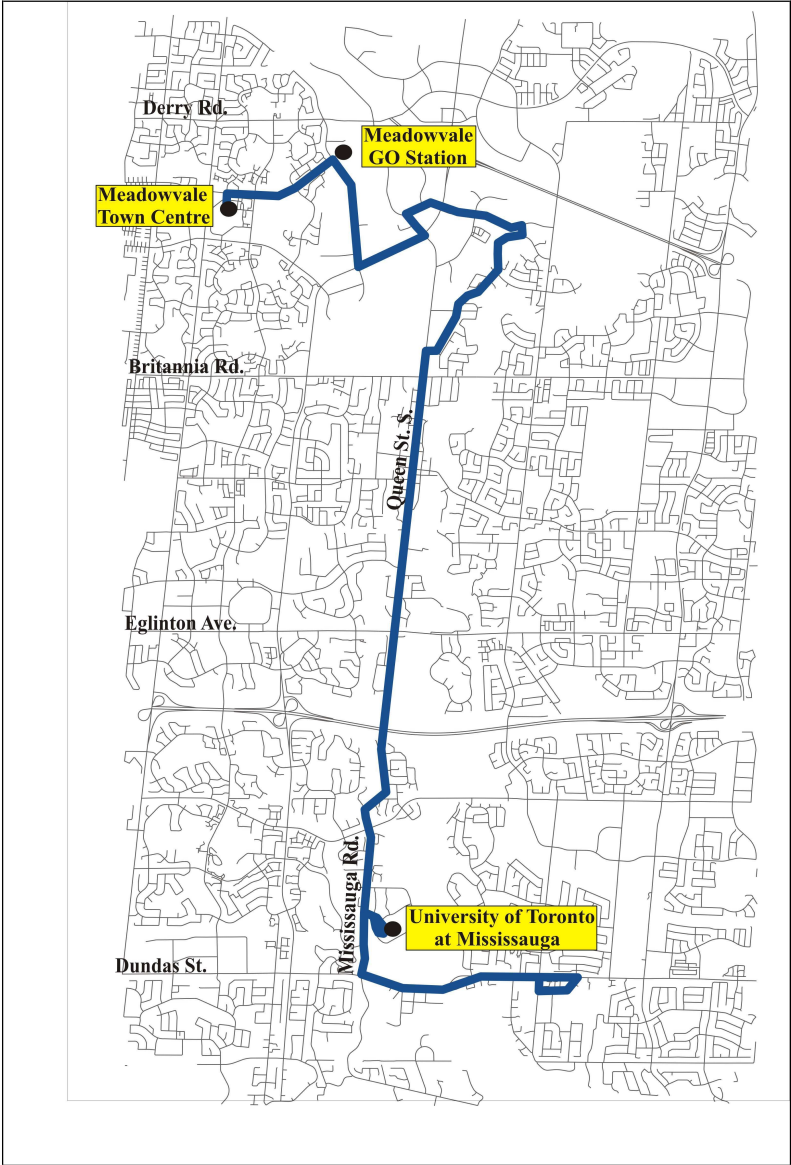 Derry Rd.
Meadowvale
GO Station
Meadowvale
Town Centre
Britannia Rd.
Queen St. S.
Eglinton Ave.
Mississauga Rd.
University of Toronto
at Mississauga
Dundas St.